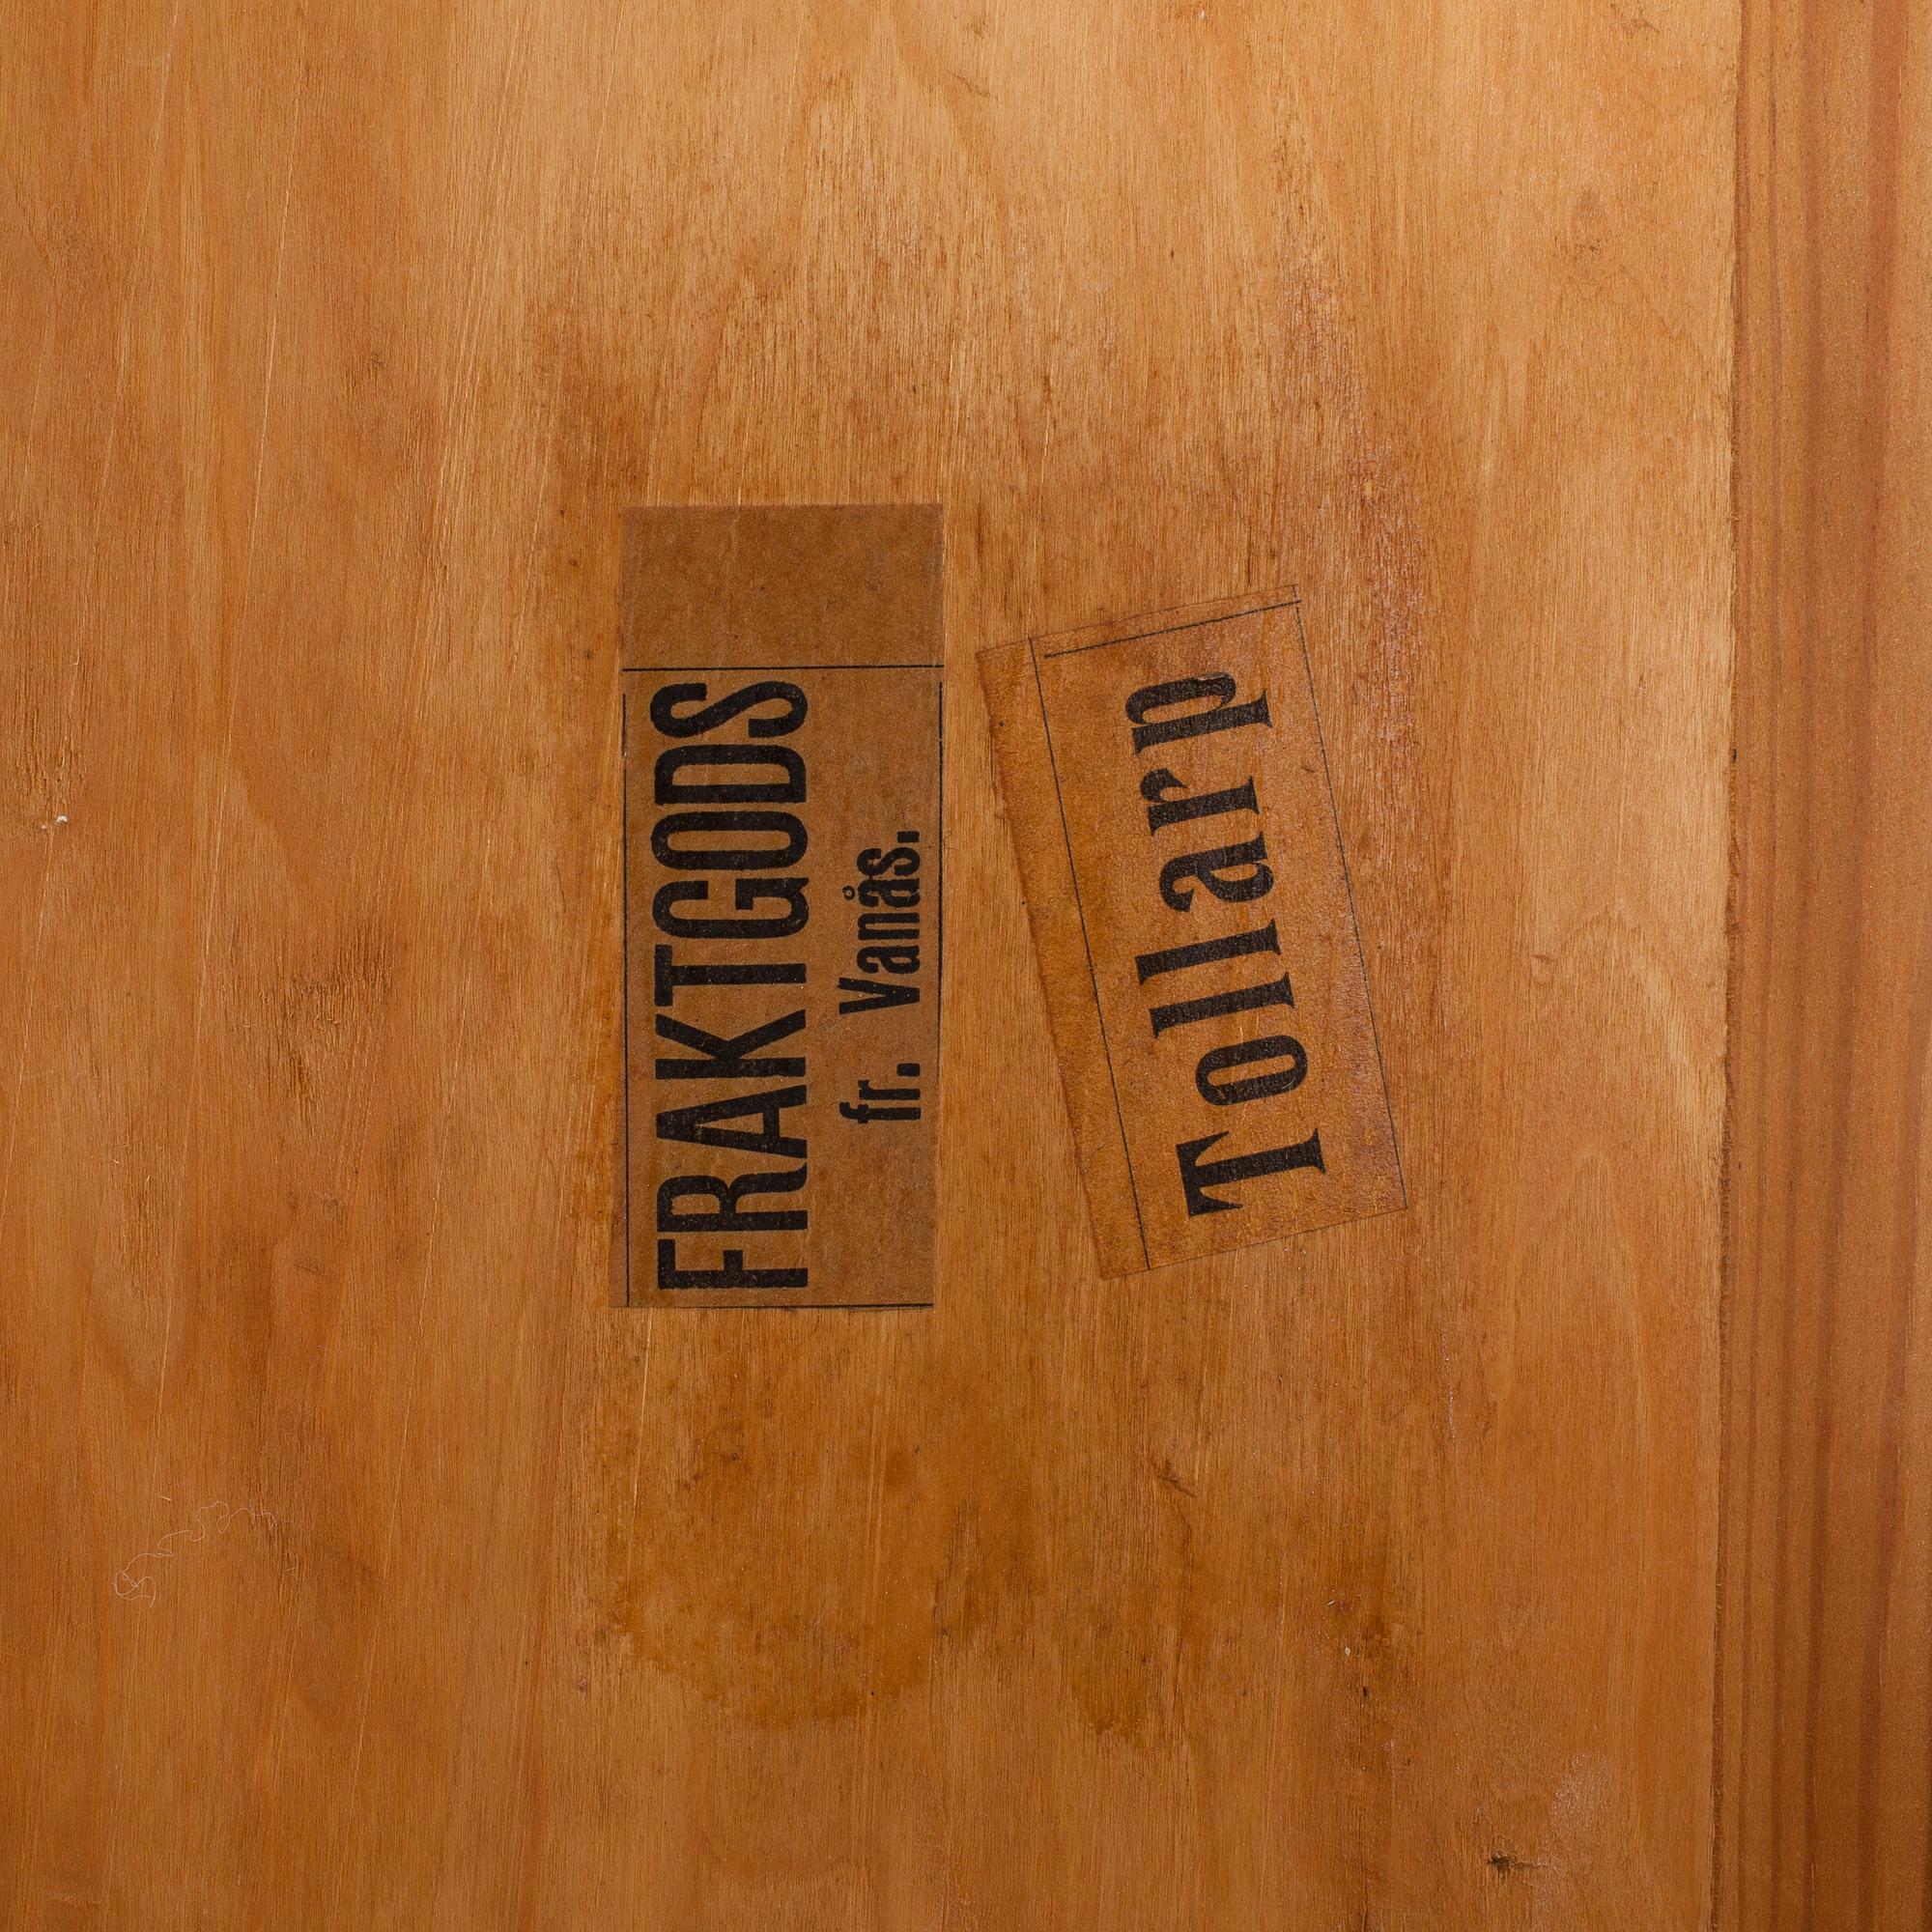 FRAKTGODS
fr. Vanås.
Tollarp